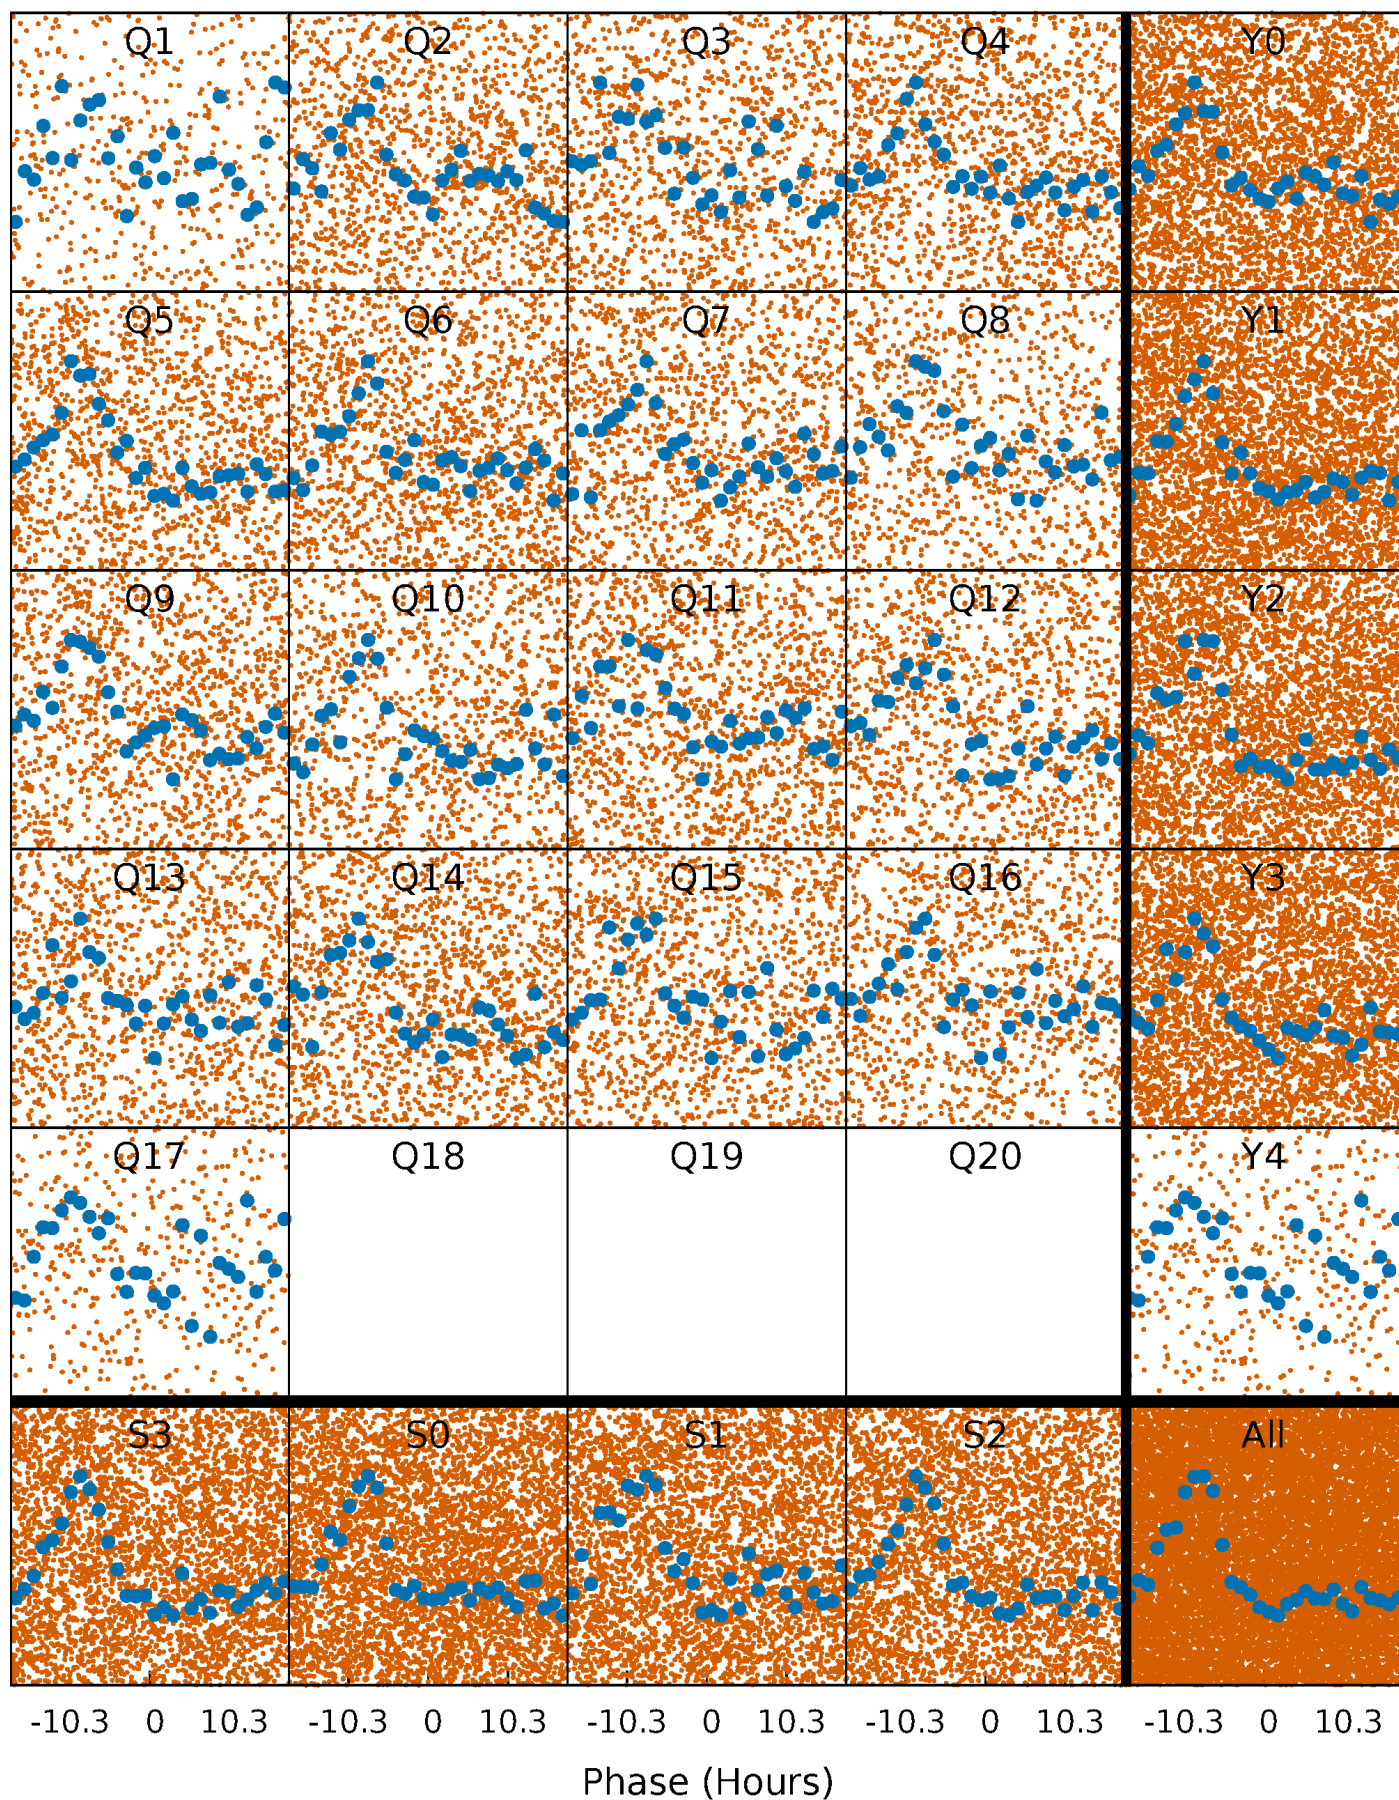 Q1 Q2 Q3 Q4 Y0
Q5 Q6 Q7 Q8 Y1
Q9 Q10 Q11 Q12 Y2
Q13 Q14 Q15 Q16 Y3
Q17 Q18 Q19 Q20 Y4
S3 S0 S1 S2 All
-10.3 0 10.3 -10.3 0 10.3 -10.3 0 10.3 -10.3 0 10.3 -10.3 0 10.3
Phase (Hours)